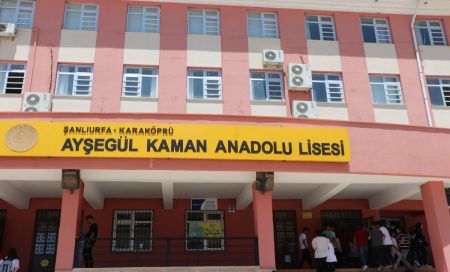 ŞANLIURFA - KARAKÖPRÜ
AYŞEGÜL KAMAN ANADOLU LİSESİ